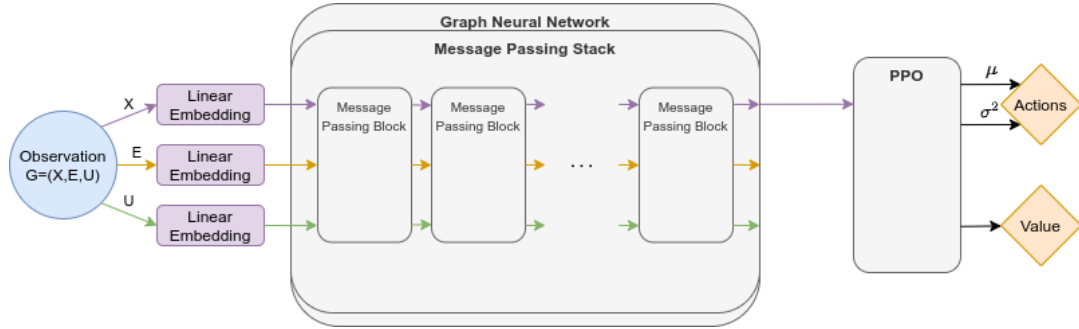 Graph Neural Network
Message Passing Stack
PPO
X
Linear
Embedding
Message
Passing Block
Message
Passing Block
Message
Passing Block
μ
σ²
Actions
Observation
G=(X,E,U)
E
Linear
Embedding
...
U
Linear
Embedding
Value